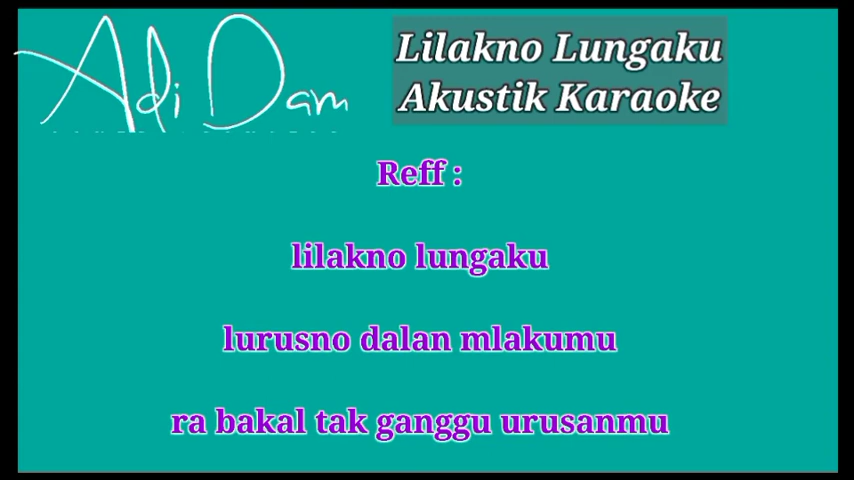 Adi Dam
Lilakno Lungaku
Akustik Karaoke
Reff :
lilakno lungaku
lurusno dalan mlakumu
ra bakal tak ganggu urusanmu